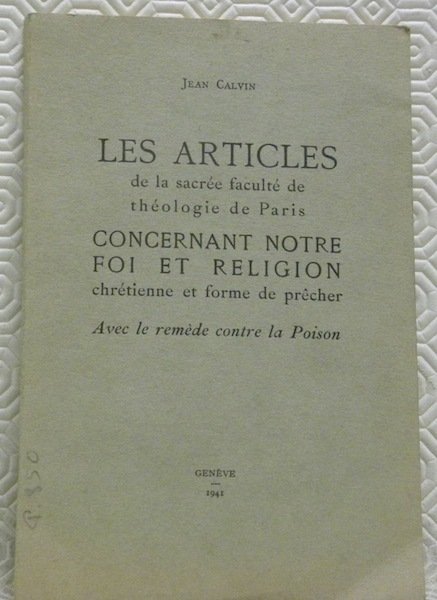 JEAN CALVIN
LES ARTICLES
de la sacrée faculté de
théologie de Paris
CONCERNANT NOTRE
FOI ET RELIGION
chrétienne et forme de prêcher
Avec le remède contre la Poison
GENÈVE
1941